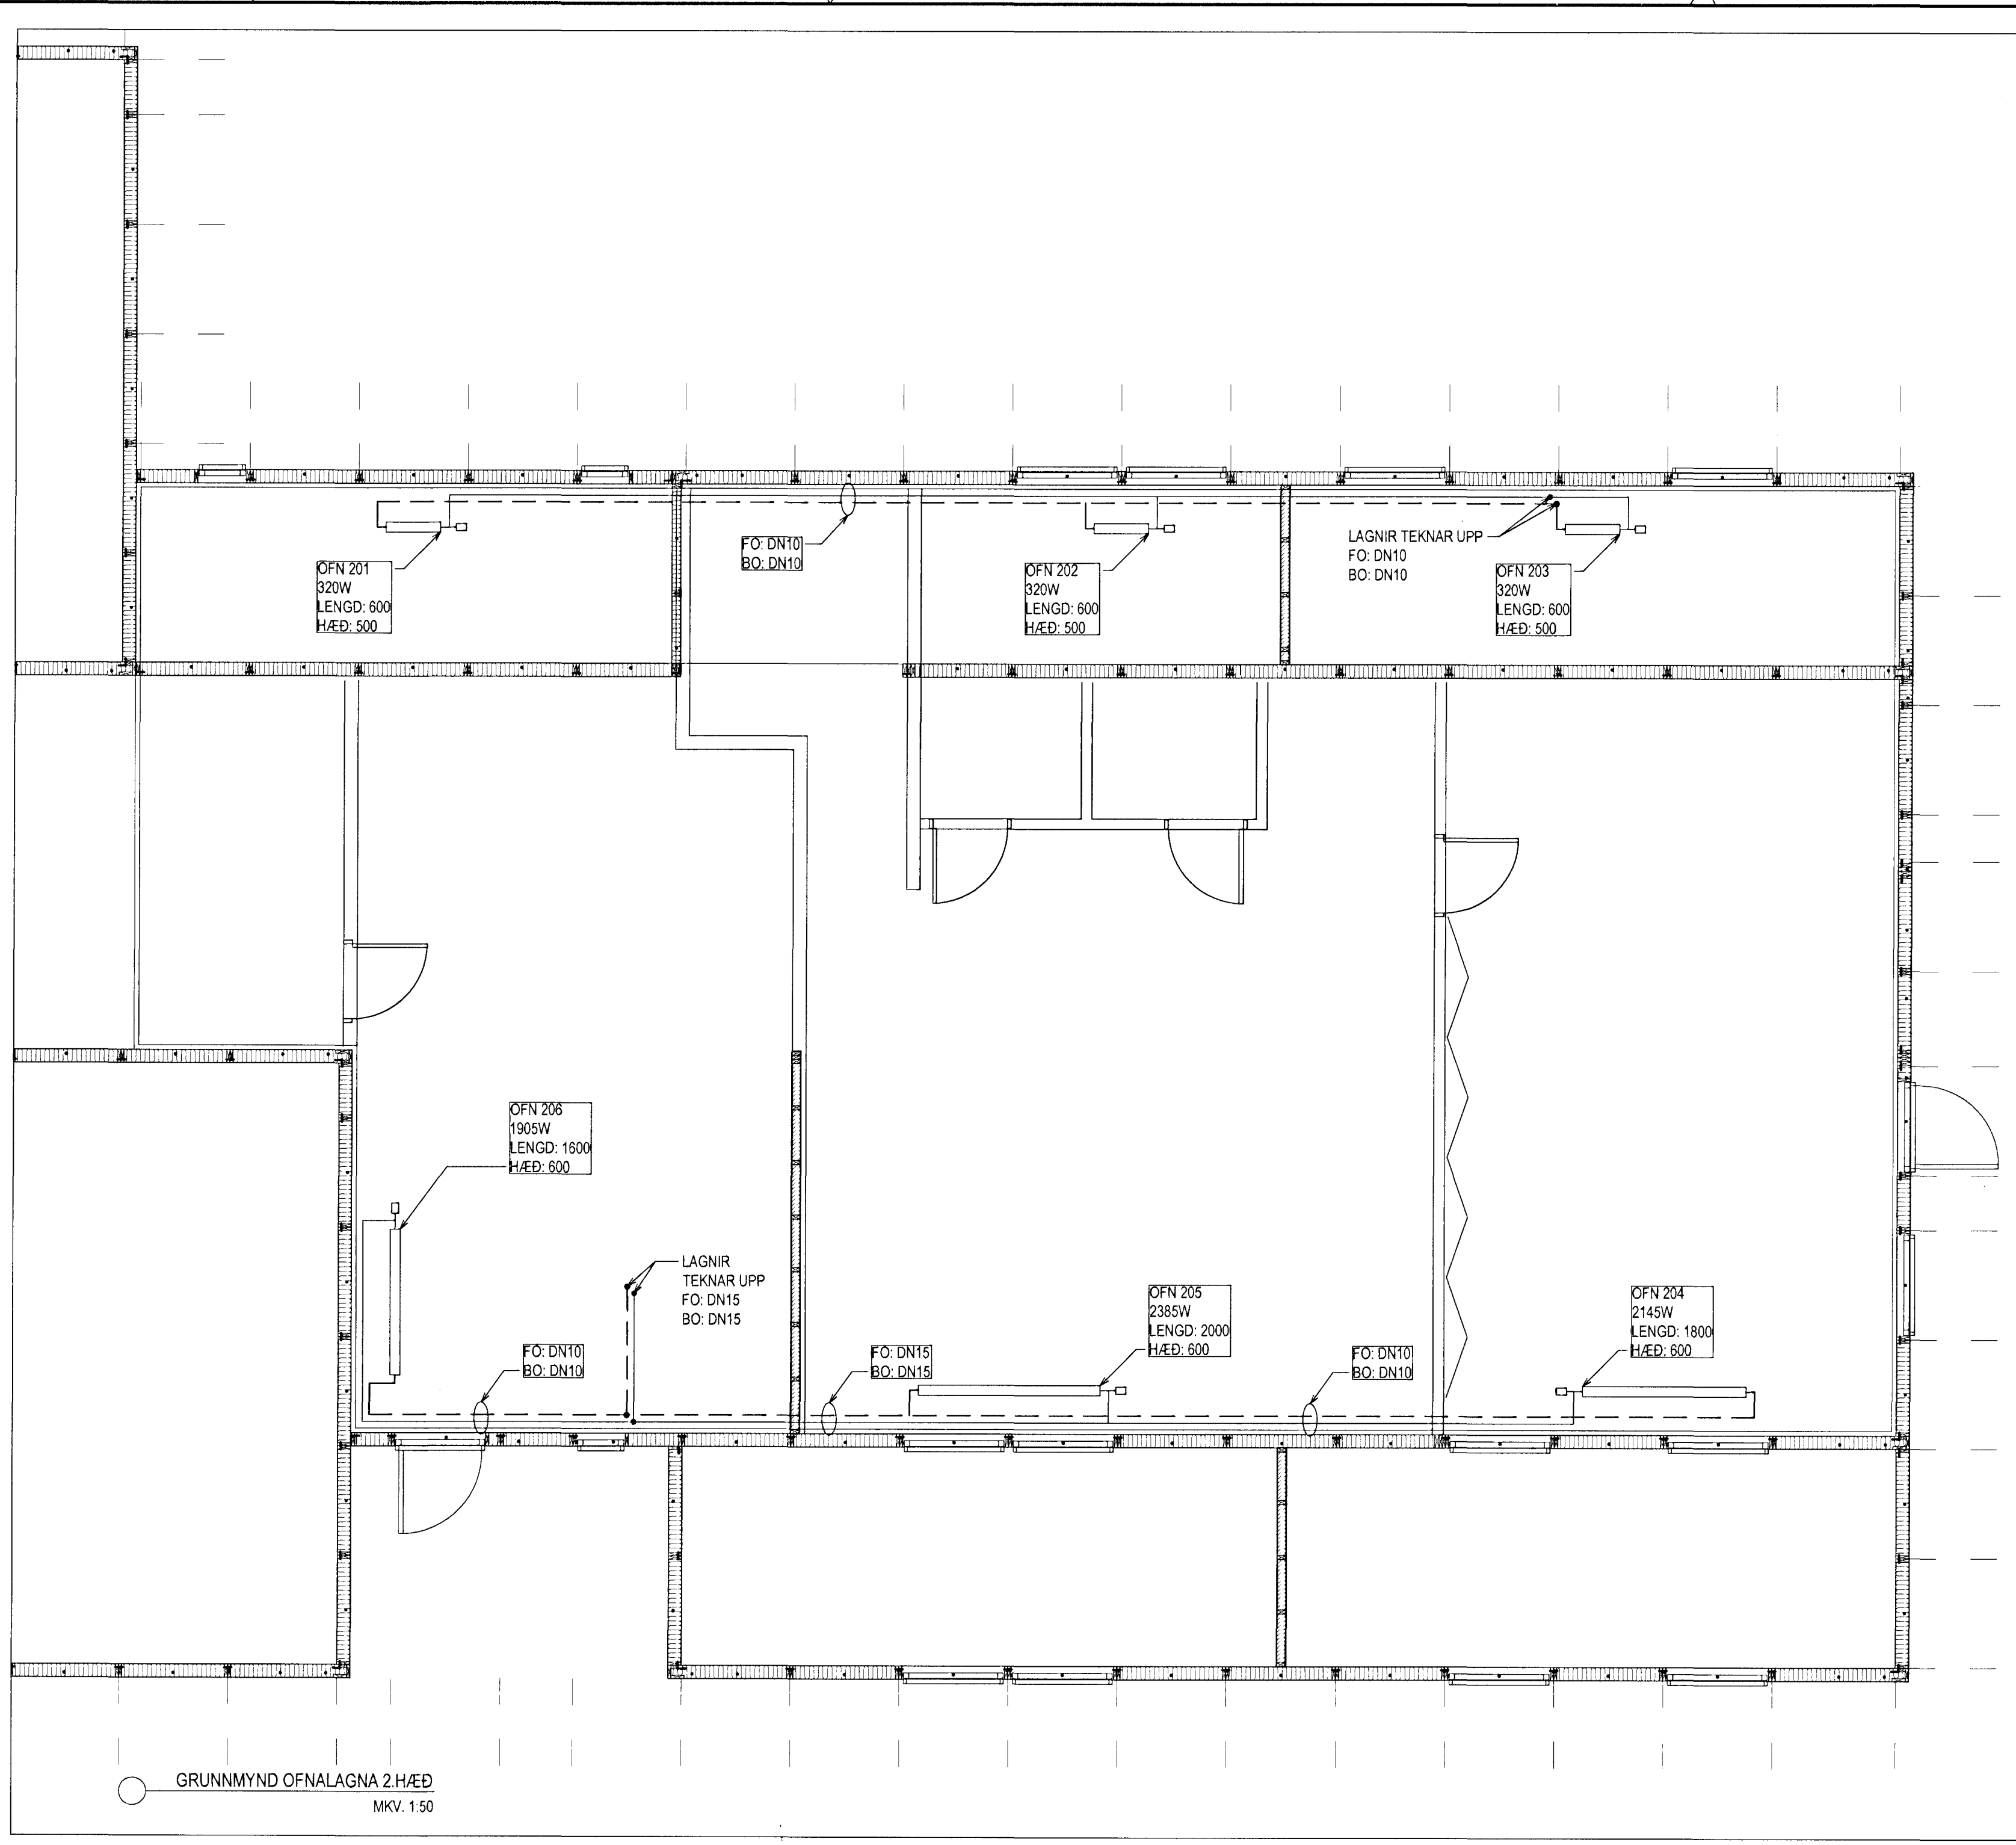 FO: DN10
BO: DN10
LAGNIR TEKNAR UPP
FO: DN10
BO: DN10
OFN 201
320W
LENGD: 600
HÆÐ: 500
OFN 202
320W
LENGD: 600
HÆÐ: 500
OFN 203
320W
LENGD: 600
HÆÐ: 500
OFN 206
1905W
LENGD: 1600
HÆÐ: 600
LAGNIR
TEKNAR UPP
FO: DN15
BO: DN15
OFN 205
2385W
LENGD: 2000
HÆÐ: 600
OFN 204
2145W
LENGD: 1800
HÆÐ: 600
FO: DN10
BO: DN10
FO: DN15
BO: DN15
FO: DN10
BO: DN10
GRUNNMYND OFNALAGNA 2.HÆÐ
MKV. 1:50